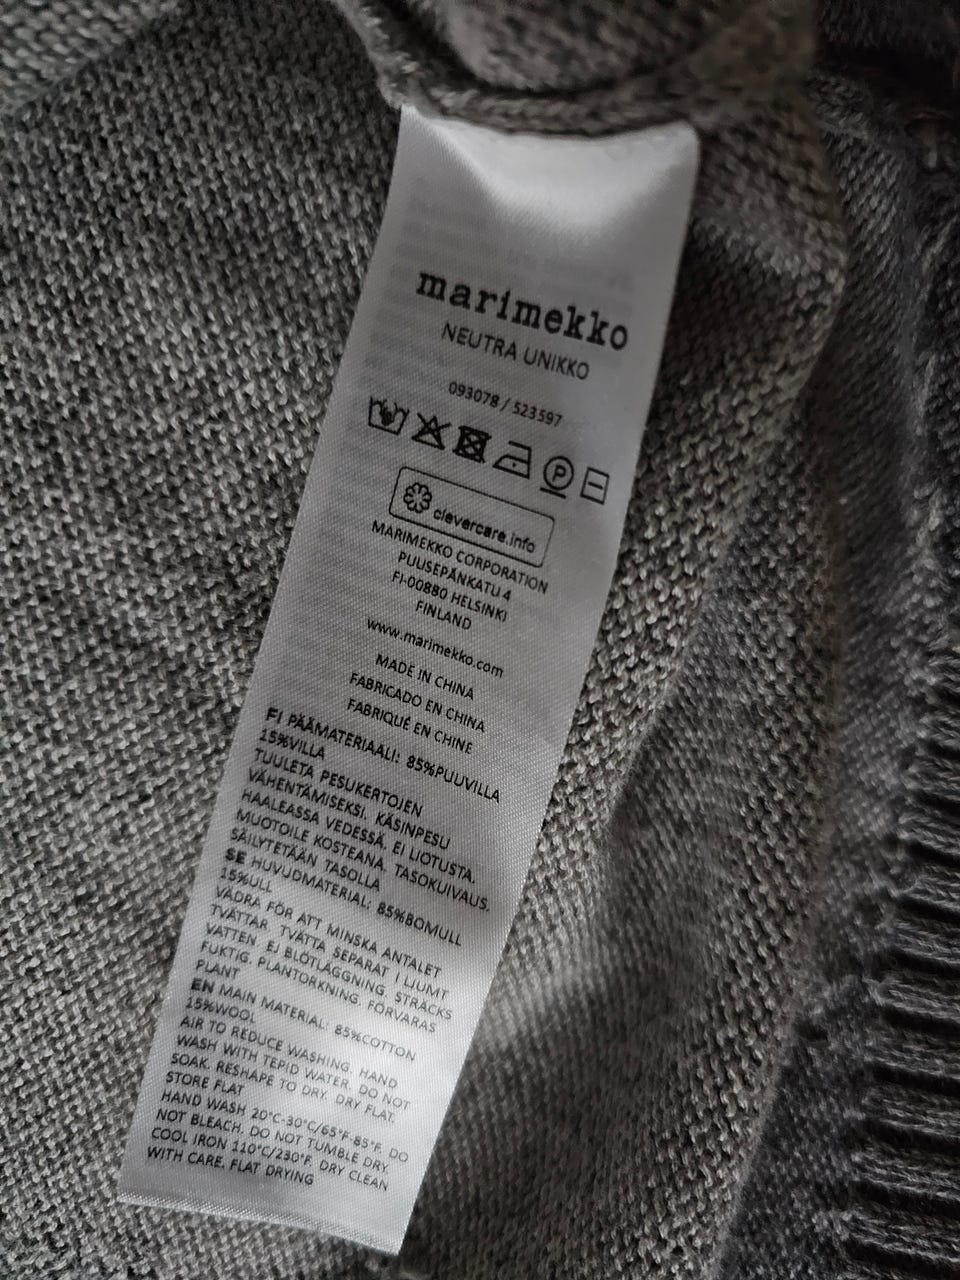 marimekko
NEUTRA UNIKKO
093078 / 523597
P
clevercare.info
MARIMEKKO CORPORATION
PUUSEPÄNKATU 4
FI-00880 HELSINKI
FINLAND
www.marimekko.com
MADE IN CHINA
FABRICADO EN CHINA
FABRIQUÉ EN CHINE
FI PÄÄMATERIAALI: 85%PUUVILLA
15%VILLA
TUULETA PESUKERTOJEN
VÄHENTÄMISEKSI. KÄSINPESU
HAALEASSA VEDESSÄ. EI LIOTUSTA.
MUOTOILE KOSTEANA. TASOKUIVAUS.
SÄILYTETÄÄN TASOLLA
SE HUVUDMATERIAL: 85%BOMULL
15%ULL
VÄDRA FÖR ATT MINSKA ANTALET
TVÄTTAR. TVÄTTA SEPARAT I LJUMT
VATTEN. EJ BLÖTLÄGGNING. STRÄCKS
FUKTIG. PLANTORKNING. FÖRVARAS
PLANT
EN MAIN MATERIAL: 85%COTTON
15%WOOL
AIR TO REDUCE WASHING. HAND
WASH WITH TEPID WATER. DO NOT
SOAK. RESHAPE TO DRY. DRY FLAT.
STORE FLAT
HAND WASH 20°C-30°C/65°F-85°F. DO
NOT BLEACH. DO NOT TUMBLE DRY.
COOL IRON 110°C/230°F. DRY CLEAN
WITH CARE. FLAT DRYING